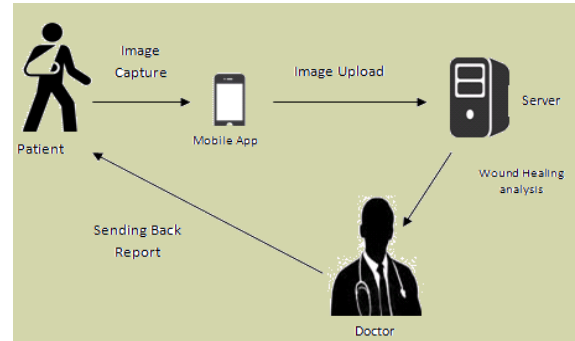 Image
Capture
Image Upload
Server
Mobile App
Patient
Wound Healing
analysis
Sending Back
Report
Doctor